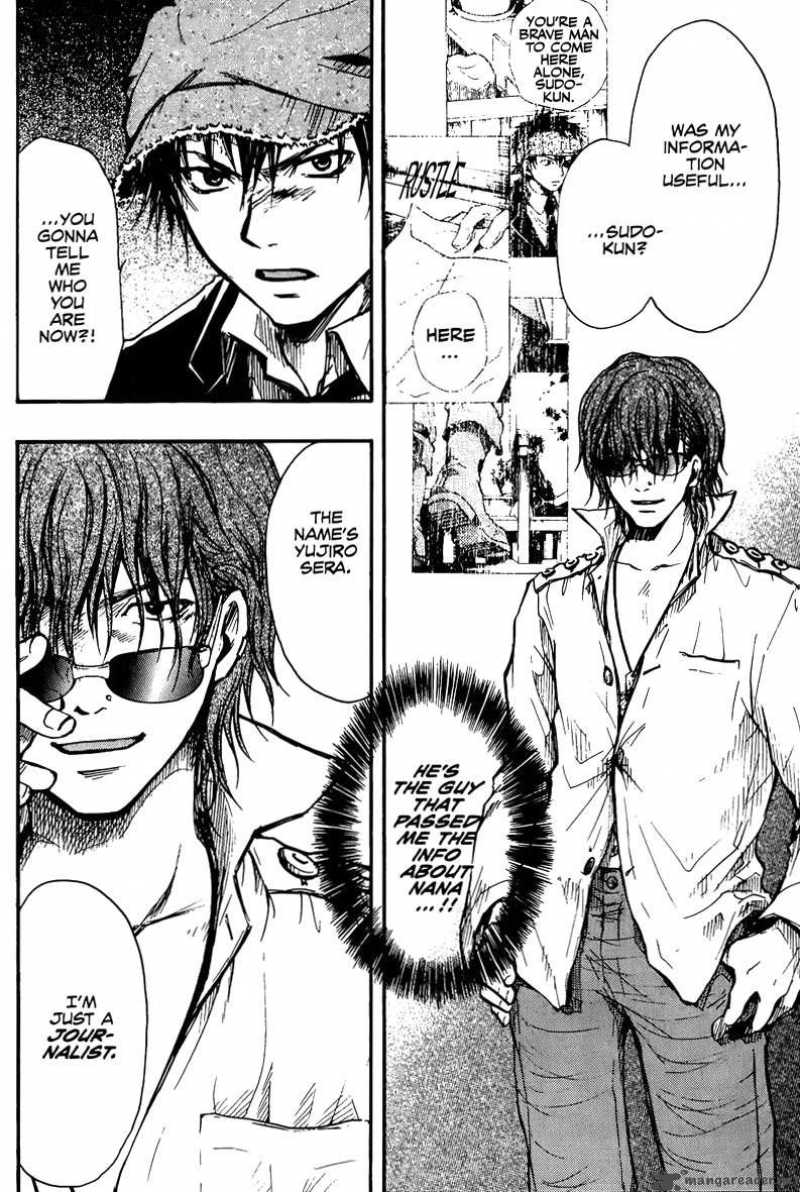 WAS MY
INFORMA-
TION
USEFUL...
...SUDO-
KUN?
YOU'RE A
BRAVE MAN
TO COME
HERE
ALONE,
SUDO-
KUN.
RUSTLE
HERE
...
HE'S
THE GUY
THAT
PASSED
ME THE
INFO
ABOUT
NANA
...!!
...YOU
GONNA
TELL
ME
WHO
YOU
ARE
NOW?!
THE
NAME'S
YUJIRO
SERA.
I'M
JUST A
JOUR-
NALIST.
mangareader